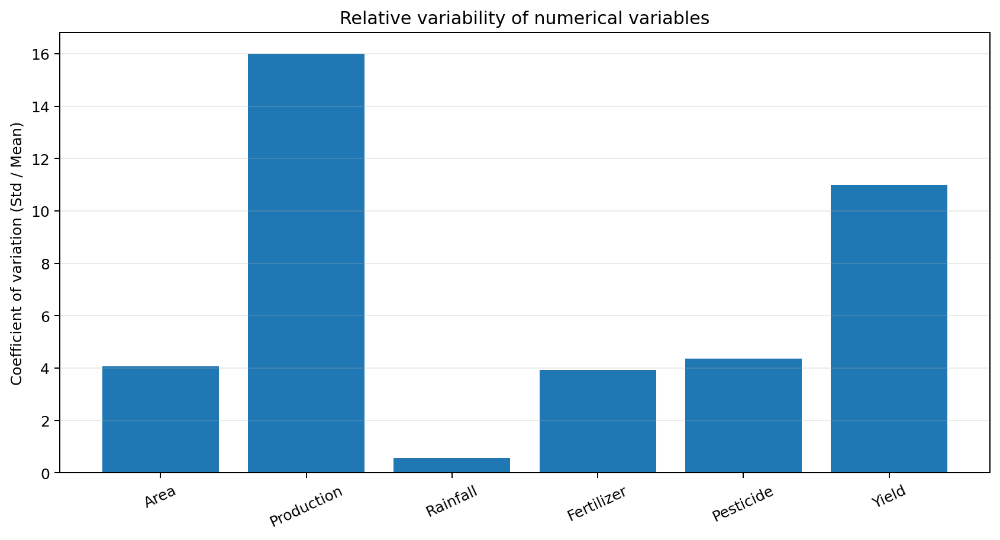 Relative variability of numerical variables
Coefficient of variation (Std / Mean)
16
14
12
10
8
6
4
2
0
Area
Production
Rainfall
Fertilizer
Pesticide
Yield